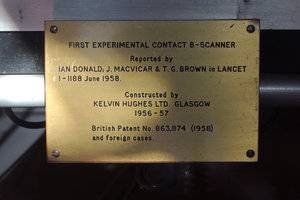 FIRST EXPERIMENTAL CONTACT B-SCANNER
Reported by
IAN DONALD, J. MACVICAR & T. G. BROWN in LANCET
1-1188 June 1958.
Constructed by
KELVIN HUGHES LTD. GLASGOW
1956-57
British Patent No. 863,874 (1958)
and foreign cases.